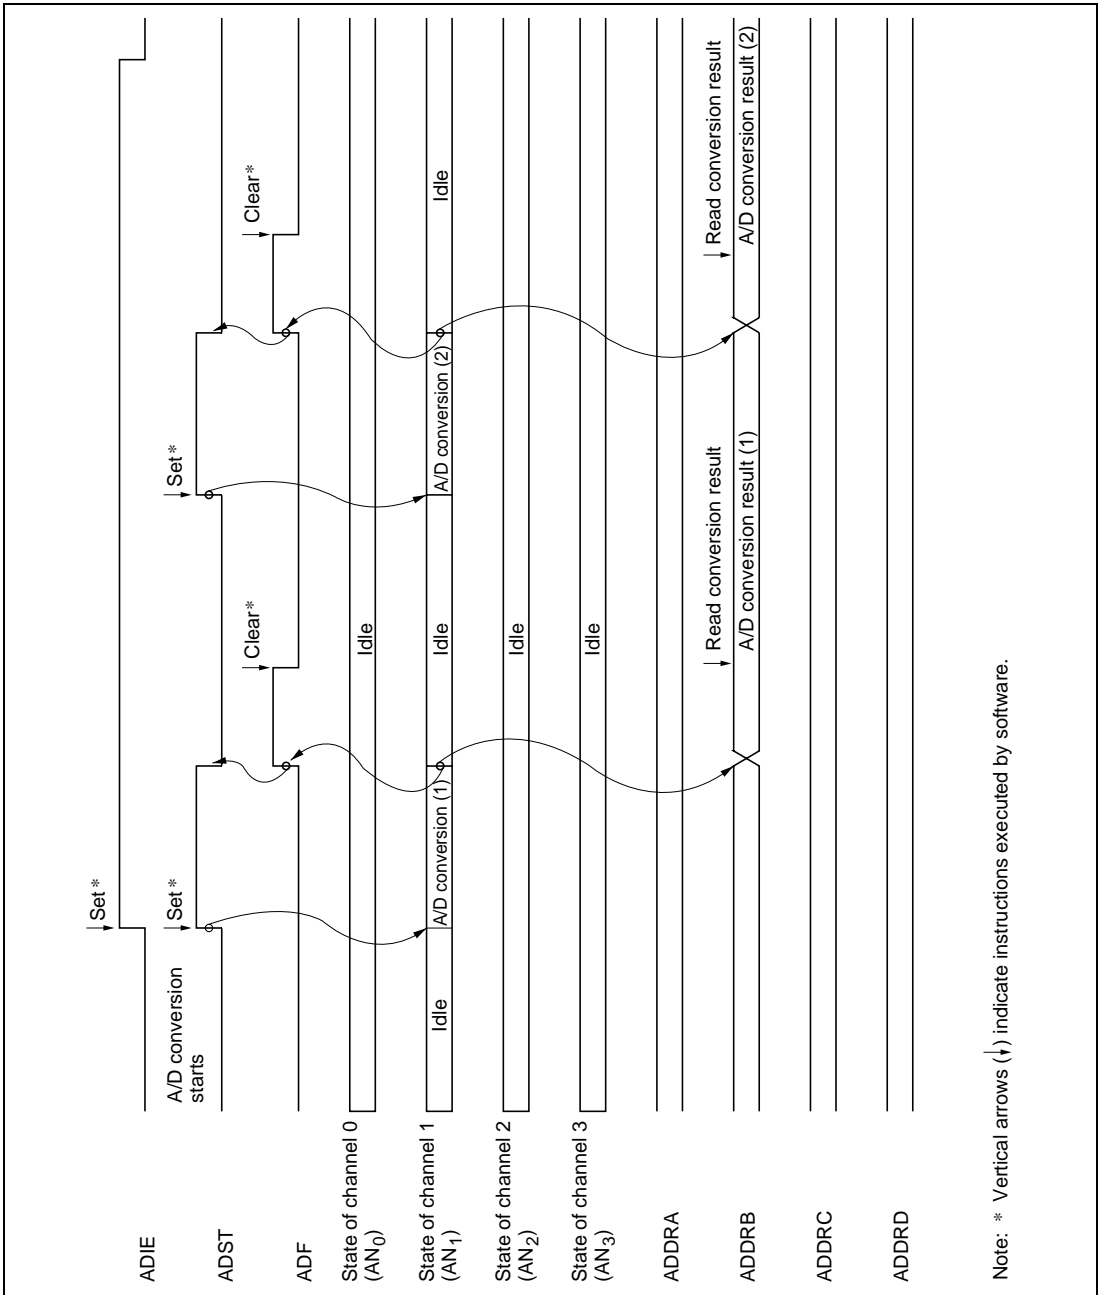 Set*
ADIE
A/D conversion
starts
Set*
Set*
ADST
Clear*
Clear*
ADF
State of channel 0
(AN0)
Idle
State of channel 1
(AN1)
Idle
A/D conversion (1)
Idle
A/D conversion (2)
Idle
State of channel 2
(AN2)
Idle
State of channel 3
(AN3)
Idle
ADDRA
Read conversion result
Read conversion result
ADDRB
A/D conversion result (1)
A/D conversion result (2)
ADDRC
ADDRD
Note: * Vertical arrows (↓) indicate instructions executed by software.